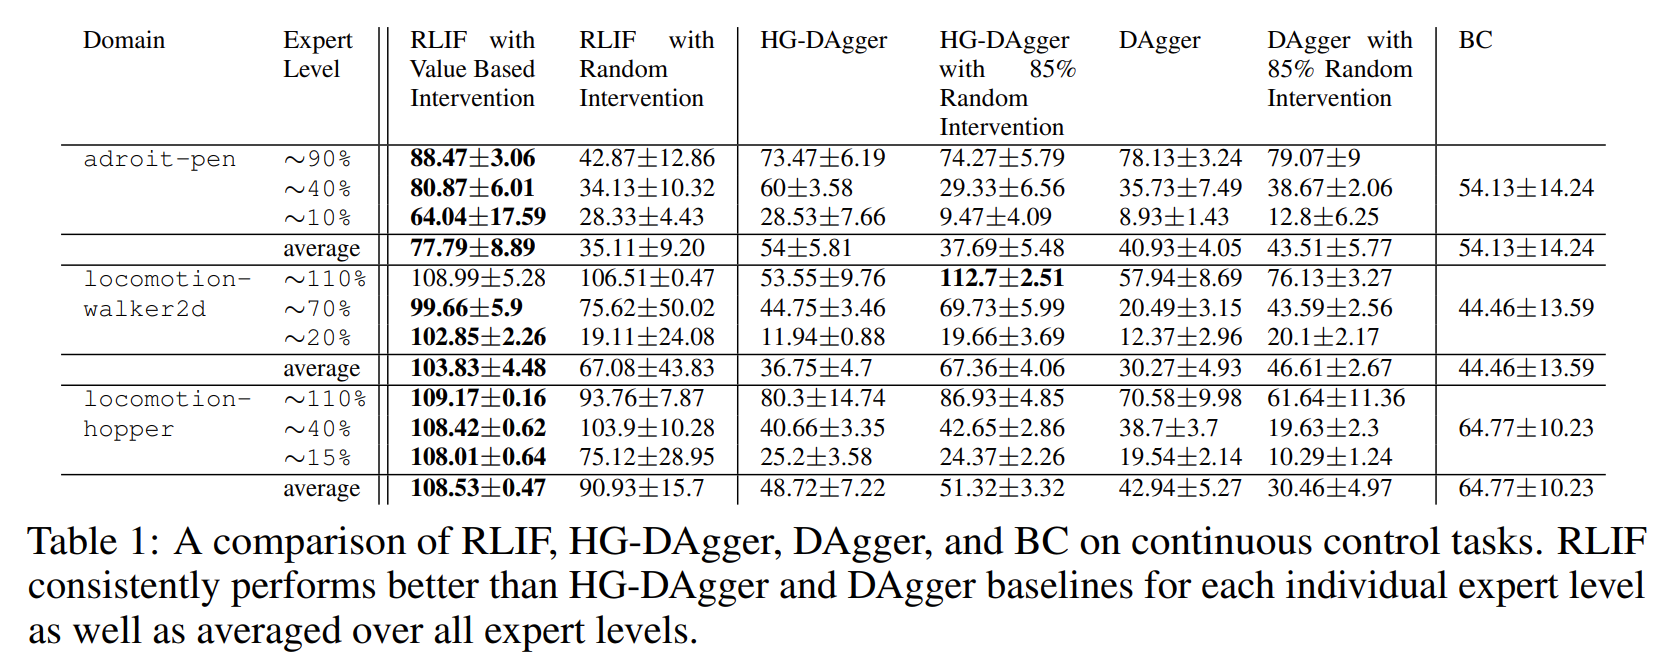 Domain Expert Level RLIF with Value Based Intervention RLIF with Random Intervention HG-DAgger HG-DAgger with 85% Random Intervention DAgger DAgger with 85% Random Intervention BC
adroit-pen ∼90% 88.47±3.06 42.87±12.86 73.47±6.19 74.27±5.79 78.13±3.24 79.07±9
∼40% 80.87±6.01 34.13±10.32 60±3.58 29.33±6.56 35.73±7.49 38.67±2.06 54.13±14.24
∼10% 64.04±17.59 28.33±4.43 28.53±7.66 9.47±4.09 8.93±1.43 12.8±6.25
average 77.79±8.89 35.11±9.20 54±5.81 37.69±5.48 40.93±4.05 43.51±5.77 54.13±14.24
locomotion- ∼110% 108.99±5.28 106.51±0.47 53.55±9.76 112.7±2.51 57.94±8.69 76.13±3.27
walker2d ∼70% 99.66±5.9 75.62±50.02 44.75±3.46 69.73±5.99 20.49±3.15 43.59±2.56 44.46±13.59
∼20% 102.85±2.26 19.11±24.08 11.94±0.88 19.66±3.69 12.37±2.96 20.1±2.17
average 103.83±4.48 67.08±43.83 36.75±4.7 67.36±4.06 30.27±4.93 46.61±2.67 44.46±13.59
locomotion- ∼110% 109.17±0.16 93.76±7.87 80.3±14.74 86.93±4.85 70.58±9.98 61.64±11.36
hopper ∼40% 108.42±0.62 103.9±10.28 40.66±3.35 42.65±2.86 38.7±3.7 19.63±2.3 64.77±10.23
∼15% 108.01±0.64 75.12±28.95 25.2±3.58 24.37±2.26 19.54±2.14 10.29±1.24
average 108.53±0.47 90.93±15.7 48.72±7.22 51.32±3.32 42.94±5.27 30.46±4.97 64.77±10.23
Table 1: A comparison of RLIF, HG-DAgger, DAgger, and BC on continuous control tasks. RLIF
consistently performs better than HG-DAgger and DAgger baselines for each individual expert level
as well as averaged over all expert levels.